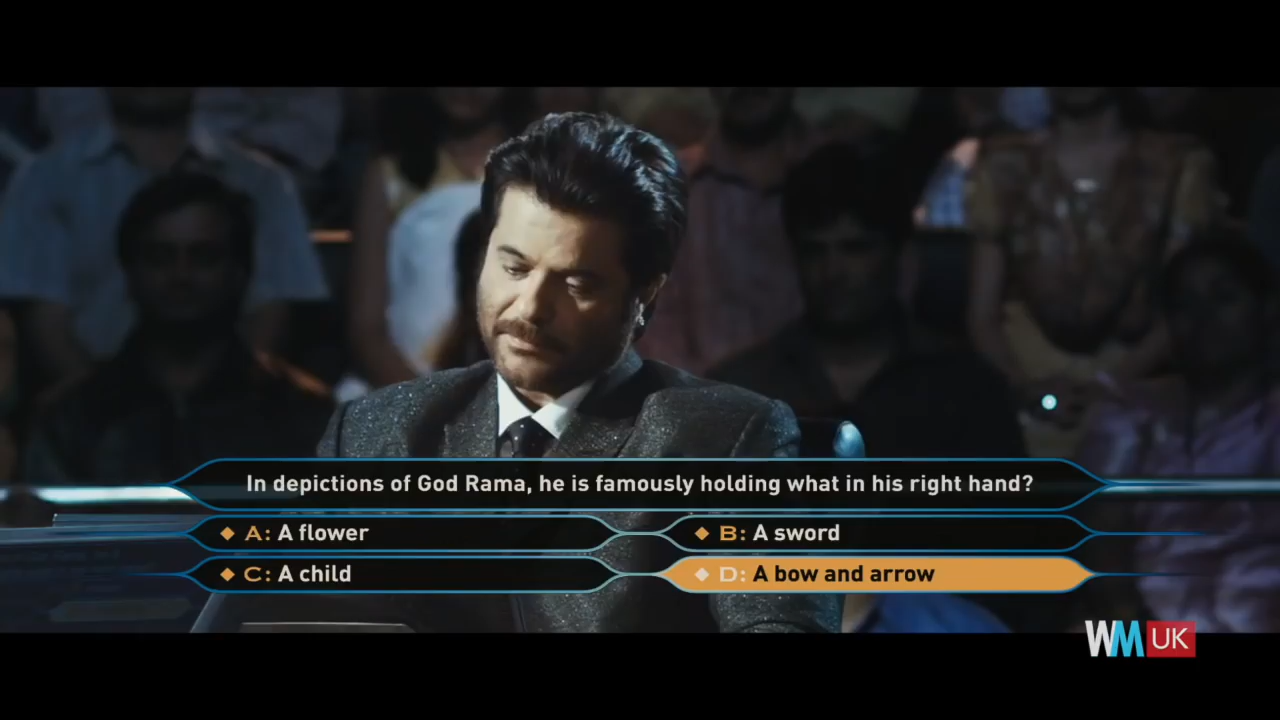 In depictions of God Rama, he is famously holding what in his right hand?
A: A flower
B: A sword
C: A child
D: A bow and arrow
WM UK